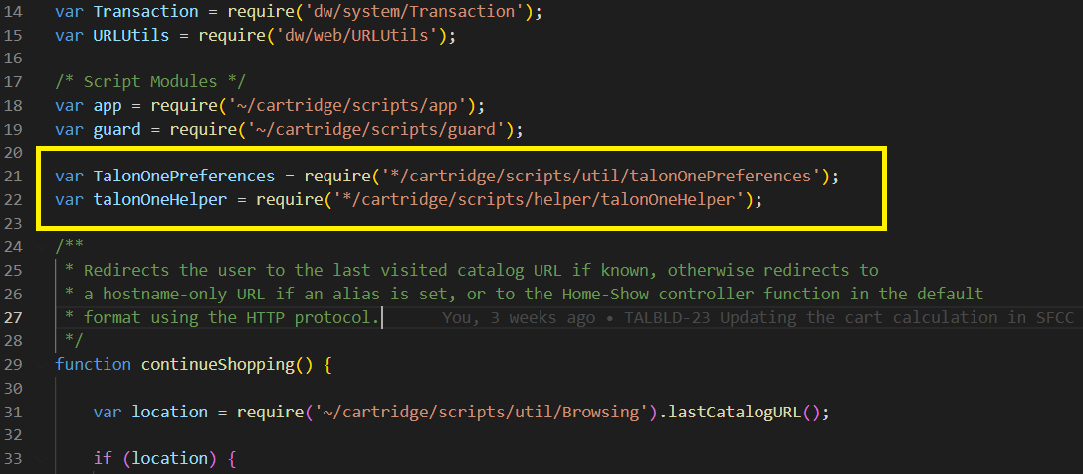 14 var Transaction = require('dw/system/Transaction');
15 var URLUtils = require('dw/web/URLUtils');
16
17 /* Script Modules */
18 var app = require('~/cartridge/scripts/app');
19 var guard = require('~/cartridge/scripts/guard');
20
21 var TalonOnePreferences = require('*/cartridge/scripts/util/talonOnePreferences');
22 var talonOneHelper = require('*/cartridge/scripts/helper/talonOneHelper');
23
24 /**
25 * Redirects the user to the last visited catalog URL if known, otherwise redirects to
26 * a hostname-only URL if an alias is set, or to the Home-Show controller function in the default
27 * format using the HTTP protocol. You, 3 weeks ago • TALBLD-23 Updating the cart calculation in SFCC
28 */
29 function continueShopping() {
30
31 var location = require('~/cartridge/scripts/util/Browsing').lastCatalogURL();
32
33 if (location) {